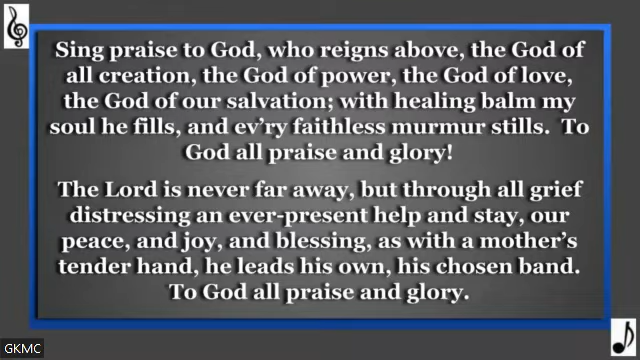 Sing praise to God, who reigns above, the God of
all creation, the God of power, the God of love,
the God of our salvation; with healing balm my
soul he fills, and ev'ry faithless murmur stills.  To
God all praise and glory!
The Lord is never far away, but through all grief
distressing an ever-present help and stay, our
peace, and joy, and blessing, as with a mother's
tender hand, he leads his own, his chosen band.
To God all praise and glory.
GKMC